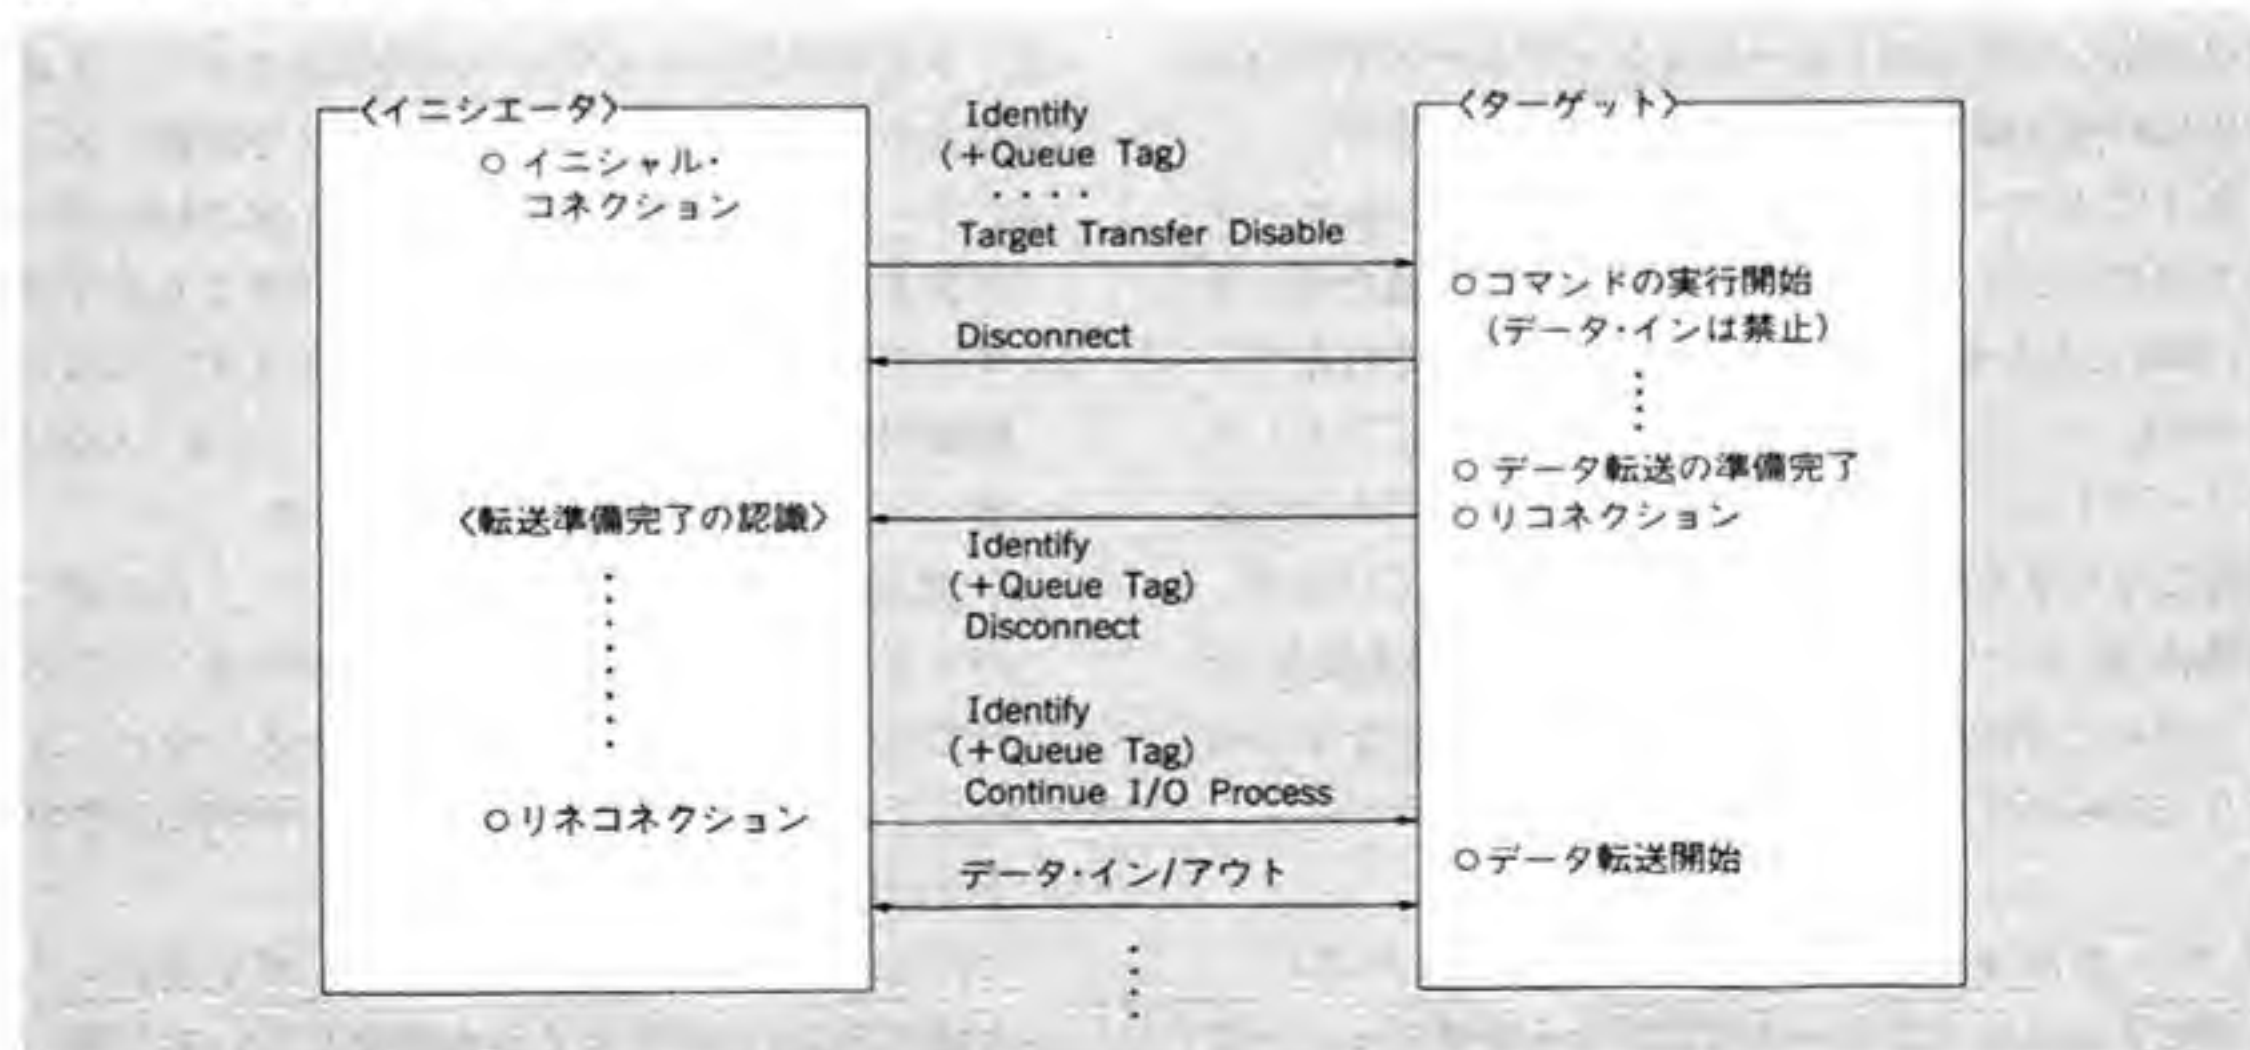 〈イニシエータ〉
○ イニシャル・
コネクション
〈転送準備完了の認識〉
○リネコネクション
Identify
(+Queue Tag)
・・・・
Target Transfer Disable
Disconnect
Identify
(+Queue Tag)
Disconnect
Identify
(+Queue Tag)
Continue I/O Process
データ・イン/アウト
〈ターゲット〉
○コマンドの実行開始
(データ・インは禁止)
○ データ転送の準備完了
○リコネクション
○データ転送開始